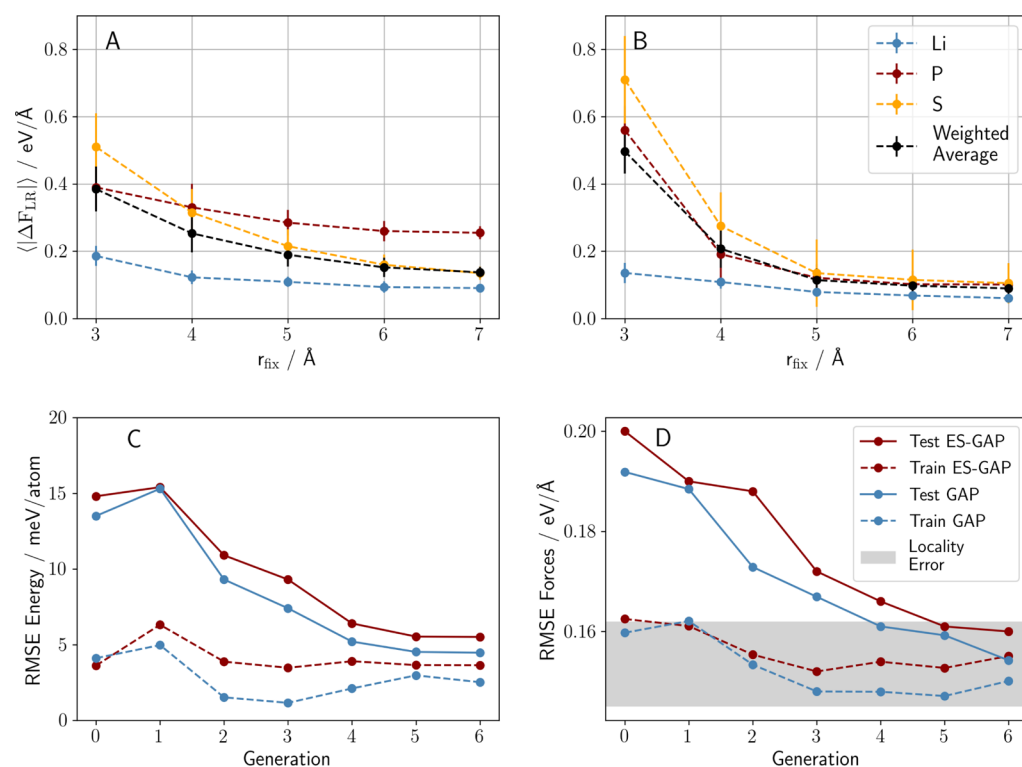 A
⟨|ΔF_LR|⟩ / eV/Å
0.8
0.6
0.4
0.2
0.0
3 4 5 6 7
r_fix / Å
B
Li
P
S
Weighted
Average
0.8
0.6
0.4
0.2
0.0
3 4 5 6 7
r_fix / Å
C
RMSE Energy / meV/atom
20
15
10
5
0
0 1 2 3 4 5 6
Generation
D
RMSE Forces / eV/Å
Test ES-GAP
Train ES-GAP
Test GAP
Train GAP
Locality
Error
0.20
0.18
0.16
0 1 2 3 4 5 6
Generation